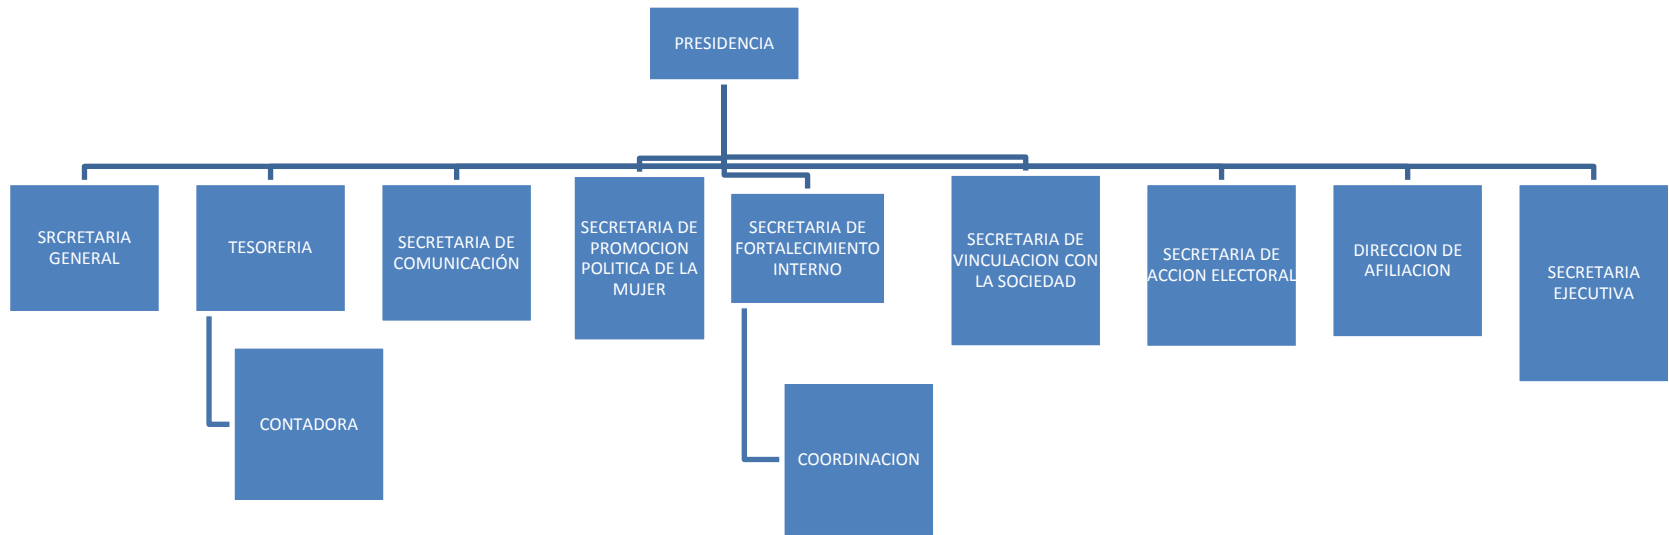 PRESIDENCIA
SRCRETARIA
GENERAL
TESORERIA
SECRETARIA DE
COMUNICACIÓN
SECRETARIA DE
PROMOCION
POLITICA DE LA
MUJER
SECRETARIA DE
FORTALECIMIENTO
INTERNO
SECRETARIA DE
VINCULACION CON
LA SOCIEDAD
SECRETARIA DE
ACCION ELECTORAL
DIRECCION DE
AFILIACION
SECRETARIA
EJECUTIVA
CONTADORA
COORDINACION